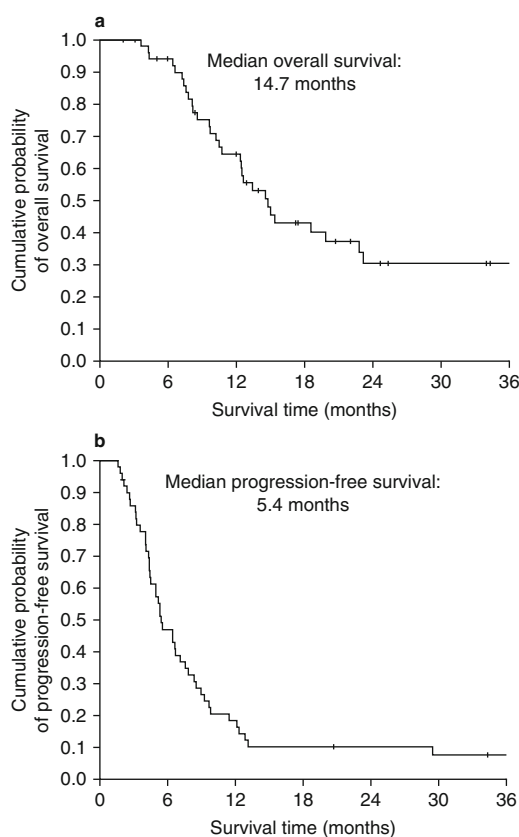 a
Median overall survival:
14.7 months
Cumulative probability
of overall survival
1.0
0.9
0.8
0.7
0.6
0.5
0.4
0.3
0.2
0.1
0.0
0 6 12 18 24 30 36
Survival time (months)
b
Median progression-free survival:
5.4 months
Cumulative probability
of progression-free survival
1.0
0.9
0.8
0.7
0.6
0.5
0.4
0.3
0.2
0.1
0.0
0 6 12 18 24 30 36
Survival time (months)